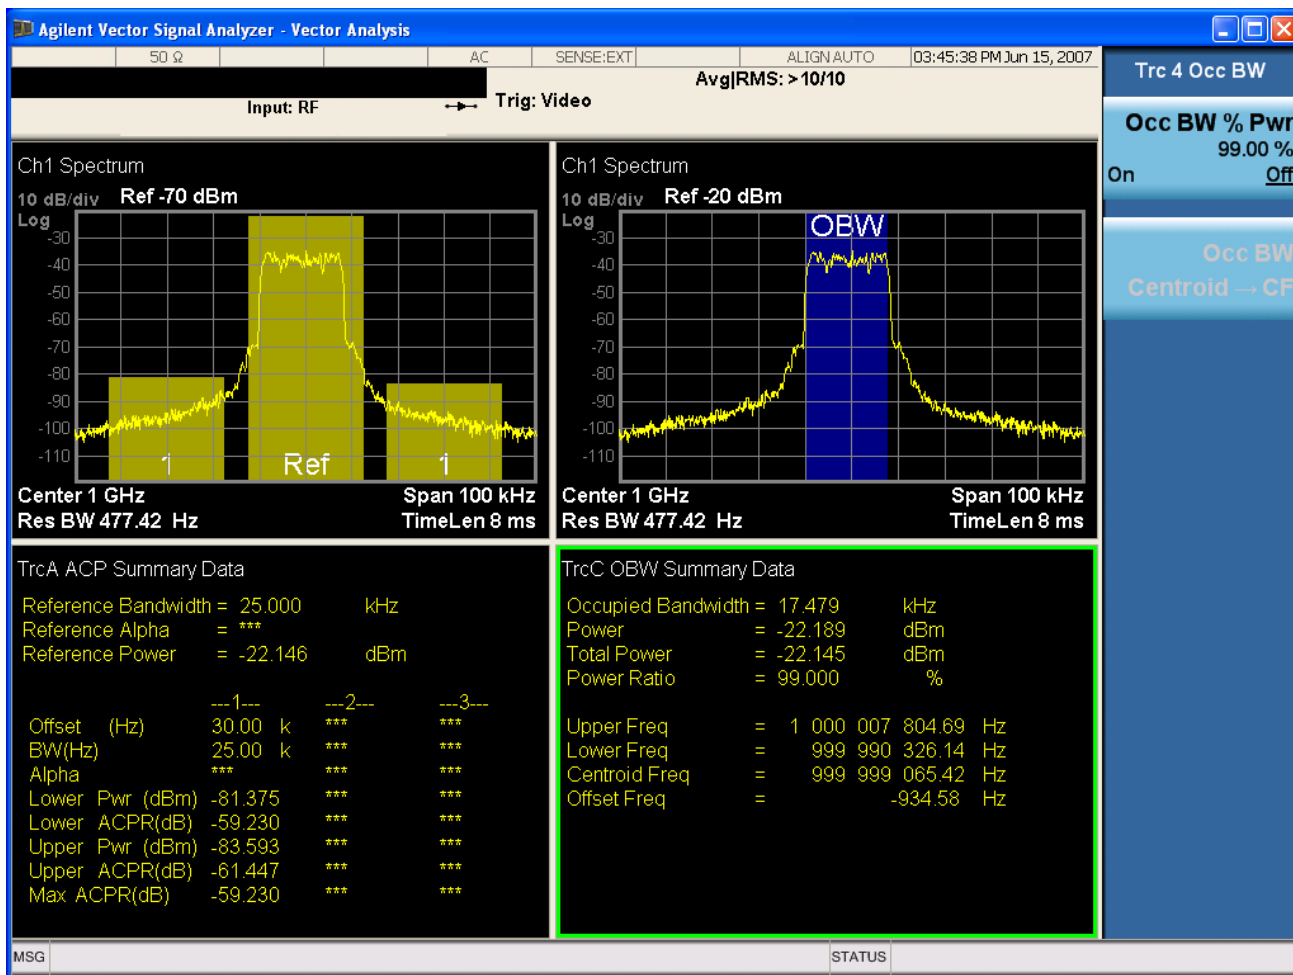 Agilent Vector Signal Analyzer - Vector Analysis
50 Ω AC SENSE:EXT ALIGN AUTO 03:45:38 PM Jun 15, 2007
Avg|RMS: >10/10
Input: RF Trig: Video
Trc 4 Occ BW
Occ BW % Pwr
99.00 %
On Off
Occ BW
Centroid → CF
Ch1 Spectrum
10 dB/div Ref -70 dBm
Log
-30
-40
-50
-60
-70
-80
-90
-100
-110
1 Ref 1
Center 1 GHz Span 100 kHz
Res BW 477.42 Hz TimeLen 8 ms
Ch1 Spectrum
10 dB/div Ref -20 dBm
Log
OBW
-30
-40
-50
-60
-70
-80
-90
-100
-110
Center 1 GHz Span 100 kHz
Res BW 477.42 Hz TimeLen 8 ms
TrcA ACP Summary Data
Reference Bandwidth = 25.000 kHz
Reference Alpha = ***
Reference Power = -22.146 dBm
---1--- ---2--- ---3---
Offset (Hz) 30.00 k *** ***
BW(Hz) 25.00 k *** ***
Alpha *** *** ***
Lower Pwr (dBm) -81.375 *** ***
Lower ACPR(dB) -59.230 *** ***
Upper Pwr (dBm) -83.593 *** ***
Upper ACPR(dB) -61.447 *** ***
Max ACPR(dB) -59.230 *** ***
TrcC OBW Summary Data
Occupied Bandwidth = 17.479 kHz
Power = -22.189 dBm
Total Power = -22.145 dBm
Power Ratio = 99.000 %
Upper Freq = 1 000 007 804.69 Hz
Lower Freq = 999 990 326.14 Hz
Centroid Freq = 999 999 065.42 Hz
Offset Freq = -934.58 Hz
MSG STATUS